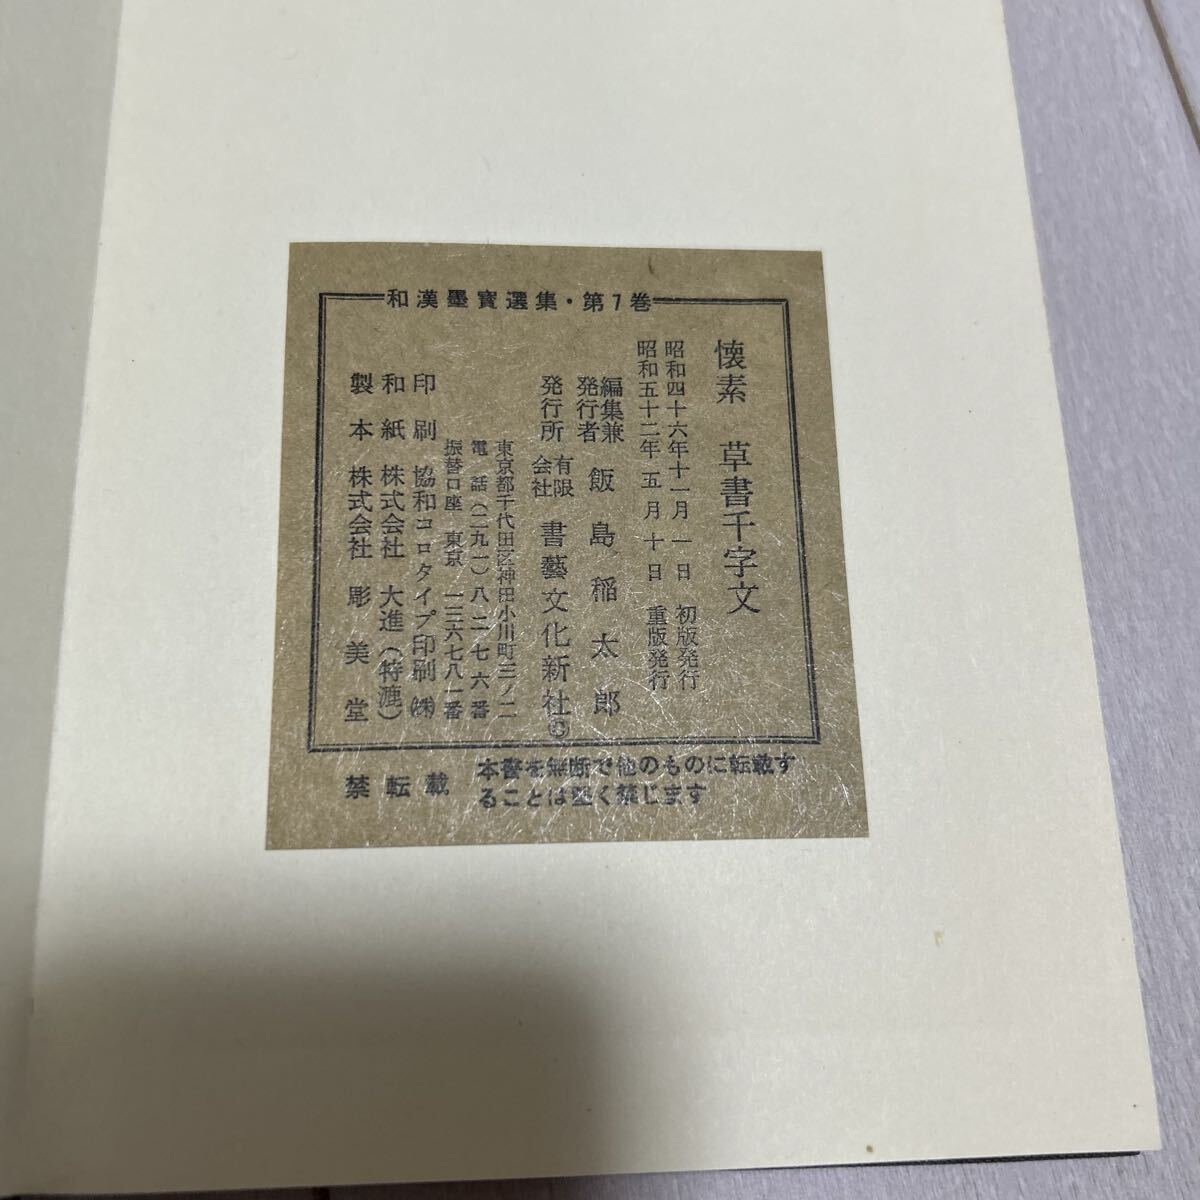 和漢墨寳選集・第7巻
懐素 草書千字文
昭和四十六年十一月一日 初版発行
昭和五十二年五月十日 重版発行
編集兼
発行者 飯島稲太郎
発行所 有限会社 書藝文化新社©
東京都千代田区神田小川町三ノ二
電話(二九一)八二七六番
振替口座 東京 一三六七八一番
印刷 協和コロタイプ印刷㈱
和紙 株式会社 大進(特漉)
製本 株式会社 彫美堂
禁転載
本書を無断で他のものに転載す
ることは堅く禁じます